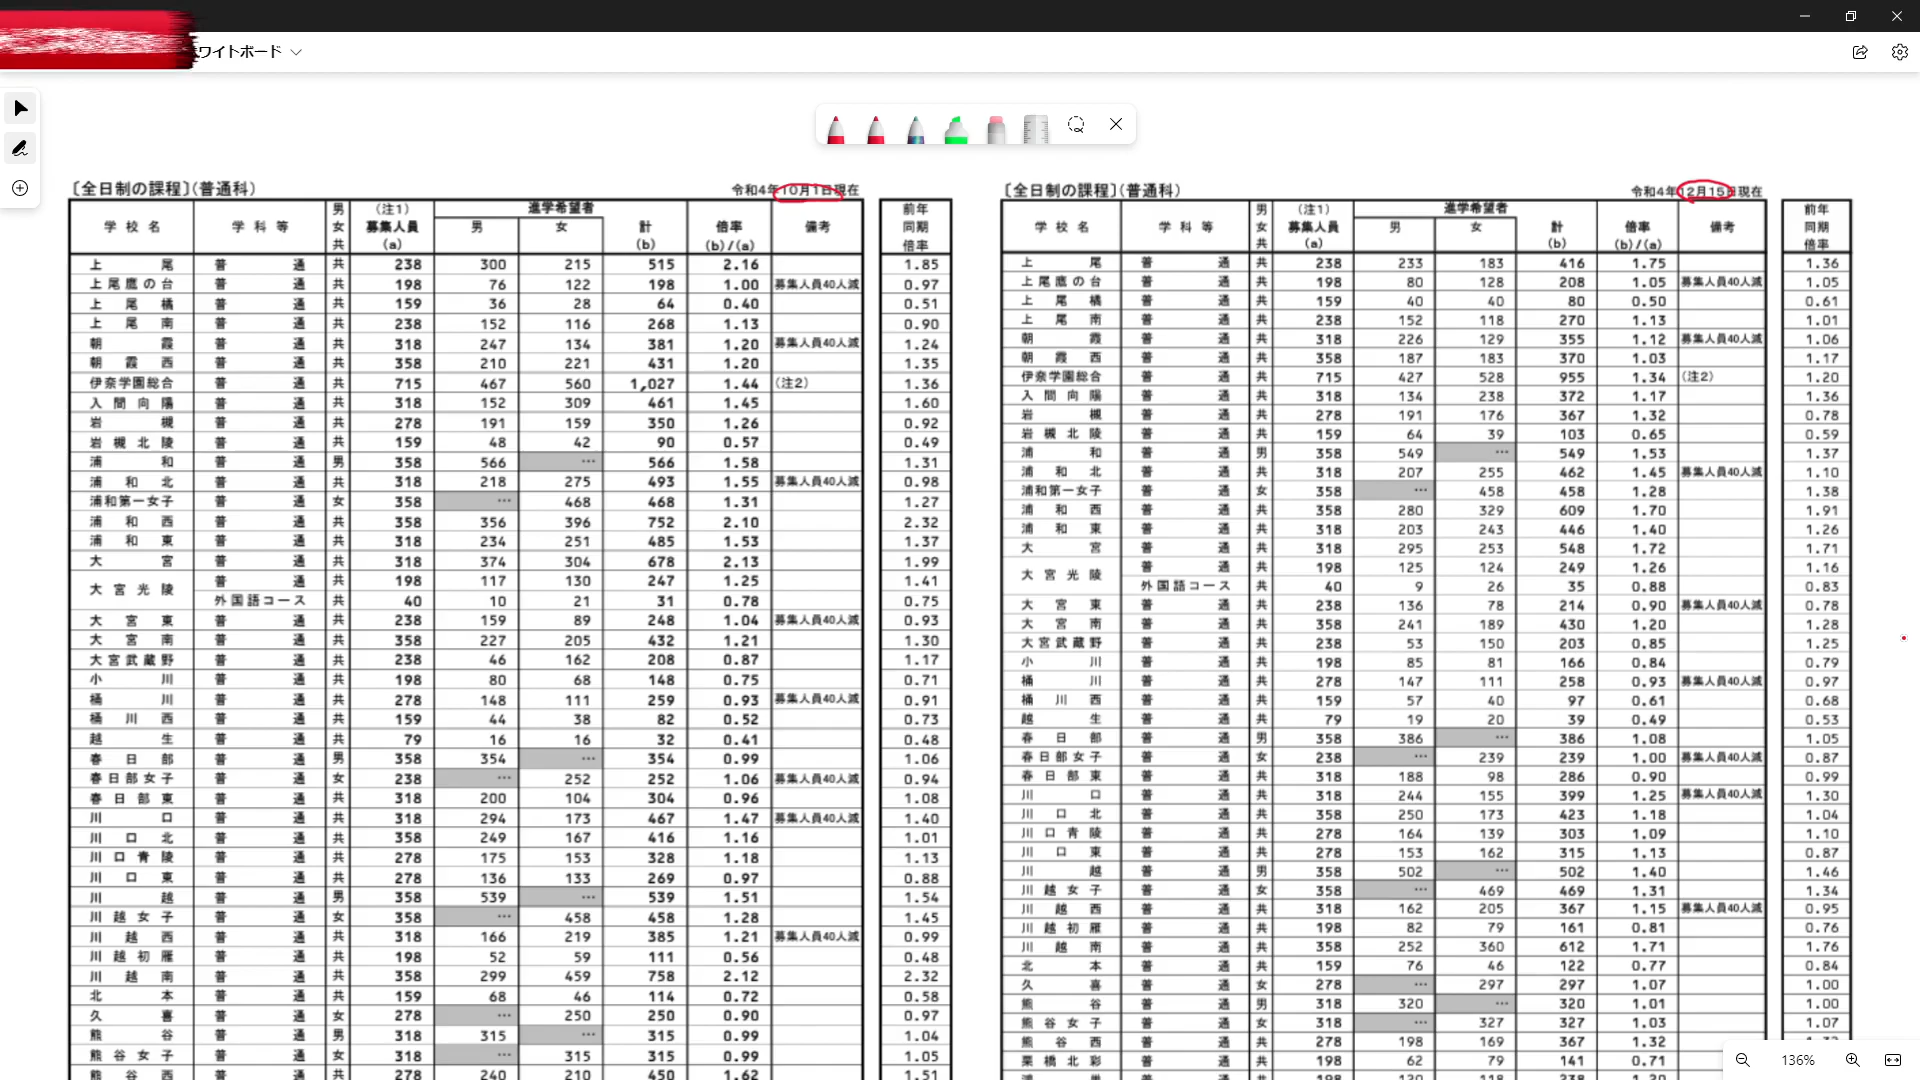 ワイトボード
〔全日制の課程〕（普通科）
令和4年10月1日現在
学校名 学科等 男女共 （注1）募集人員(a) 進学希望者 男 女 計(b) 倍率(b)/(a) 備考 前年同期倍率
上尾 普通 共 238 300 215 515 2.16 1.85
上尾鷹の台 普通 共 198 76 122 198 1.00 募集人員40人減 0.97
上尾橘 普通 共 159 36 28 64 0.40 0.51
上尾南 普通 共 238 152 116 268 1.13 0.90
朝霞 普通 共 318 247 134 381 1.20 募集人員40人減 1.24
朝霞西 普通 共 358 210 221 431 1.20 1.35
伊奈学園総合 普通 共 715 467 560 1,027 1.44 （注2） 1.36
入間向陽 普通 共 318 152 309 461 1.45 1.60
岩槻 普通 共 278 191 159 350 1.26 0.92
岩槻北陵 普通 共 159 48 42 90 0.57 0.49
浦和 普通 男 358 566 … 566 1.58 1.31
浦和北 普通 共 318 218 275 493 1.55 募集人員40人減 0.98
浦和第一女子 普通 女 358 … 468 468 1.31 1.27
浦和西 普通 共 358 356 396 752 2.10 2.32
浦和東 普通 共 318 234 251 485 1.53 1.37
大宮 普通 共 318 374 304 678 2.13 1.99
大宮光陵 普通 共 198 117 130 247 1.25 1.41
外国語コース 共 40 10 21 31 0.78 0.75
大宮東 普通 共 238 159 89 248 1.04 募集人員40人減 0.93
大宮南 普通 共 358 227 205 432 1.21 1.30
大宮武蔵野 普通 共 238 46 162 208 0.87 1.17
小川 普通 共 198 80 68 148 0.75 0.71
桶川 普通 共 278 148 111 259 0.93 募集人員40人減 0.91
桶川西 普通 共 159 44 38 82 0.52 0.73
越生 普通 共 79 16 16 32 0.41 0.48
春日部 普通 男 358 354 … 354 0.99 1.06
春日部女子 普通 女 238 … 252 252 1.06 募集人員40人減 0.94
春日部東 普通 共 318 200 104 304 0.96 1.08
川口 普通 共 318 294 173 467 1.47 募集人員40人減 1.40
川口北 普通 共 358 249 167 416 1.16 1.01
川口青陵 普通 共 278 175 153 328 1.18 1.13
川口東 普通 共 278 136 133 269 0.97 0.88
川越 普通 男 358 539 … 539 1.51 1.54
川越女子 普通 女 358 … 458 458 1.28 1.45
川越西 普通 共 318 166 219 385 1.21 募集人員40人減 0.99
川越初雁 普通 共 198 52 59 111 0.56 0.48
川越南 普通 共 358 299 459 758 2.12 2.32
北本 普通 共 159 68 46 114 0.72 0.58
久喜 普通 女 278 … 250 250 0.90 0.97
熊谷 普通 男 318 315 … 315 0.99 1.04
熊谷女子 普通 女 318 … 315 315 0.99 1.05
熊谷西 普通 共 278 240 210 450 1.62 1.51
〔全日制の課程〕（普通科）
令和4年12月15日現在
学校名 学科等 男女共 （注1）募集人員(a) 進学希望者 男 女 計(b) 倍率(b)/(a) 備考 前年同期倍率
上尾 普通 共 238 233 183 416 1.75 1.36
上尾鷹の台 普通 共 198 80 128 208 1.05 募集人員40人減 1.05
上尾橘 普通 共 159 40 40 80 0.50 0.61
上尾南 普通 共 238 152 118 270 1.13 1.01
朝霞 普通 共 318 226 129 355 1.12 募集人員40人減 1.06
朝霞西 普通 共 358 187 183 370 1.03 1.17
伊奈学園総合 普通 共 715 427 528 955 1.34 （注2） 1.20
入間向陽 普通 共 318 134 238 372 1.17 1.36
岩槻 普通 共 278 191 176 367 1.32 0.78
岩槻北陵 普通 共 159 64 39 103 0.65 0.59
浦和 普通 男 358 549 … 549 1.53 1.37
浦和北 普通 共 318 207 255 462 1.45 募集人員40人減 1.10
浦和第一女子 普通 女 358 … 458 458 1.28 1.38
浦和西 普通 共 358 280 329 609 1.70 1.91
浦和東 普通 共 318 203 243 446 1.40 1.26
大宮 普通 共 318 295 253 548 1.72 1.71
大宮光陵 普通 共 198 125 124 249 1.26 1.16
外国語コース 共 40 9 26 35 0.88 0.83
大宮東 普通 共 238 136 78 214 0.90 募集人員40人減 0.78
大宮南 普通 共 358 241 189 430 1.20 1.28
大宮武蔵野 普通 共 238 53 150 203 0.85 1.25
小川 普通 共 198 85 81 166 0.84 0.79
桶川 普通 共 278 147 111 258 0.93 募集人員40人減 0.97
桶川西 普通 共 159 57 40 97 0.61 0.68
越生 普通 共 79 19 20 39 0.49 0.53
春日部 普通 男 358 386 … 386 1.08 1.05
春日部女子 普通 女 238 … 239 239 1.00 募集人員40人減 0.87
春日部東 普通 共 318 188 98 286 0.90 0.99
川口 普通 共 318 244 155 399 1.25 募集人員40人減 1.30
川口北 普通 共 358 250 173 423 1.18 1.04
川口青陵 普通 共 278 164 139 303 1.09 1.10
川口東 普通 共 278 153 162 315 1.13 0.87
川越 普通 男 358 502 … 502 1.40 1.46
川越女子 普通 女 358 … 469 469 1.31 1.34
川越西 普通 共 318 162 205 367 1.15 募集人員40人減 0.95
川越初雁 普通 共 198 82 79 161 0.81 0.76
川越南 普通 共 358 252 360 612 1.71 1.76
北本 普通 共 159 76 46 122 0.77 0.84
久喜 普通 女 278 … 297 297 1.07 1.00
熊谷 普通 男 318 320 … 320 1.01 1.00
熊谷女子 普通 女 318 … 327 327 1.03 1.07
熊谷西 普通 共 278 198 169 367 1.32
栗橋北彩 普通 共 198 62 79 141 0.71
136%